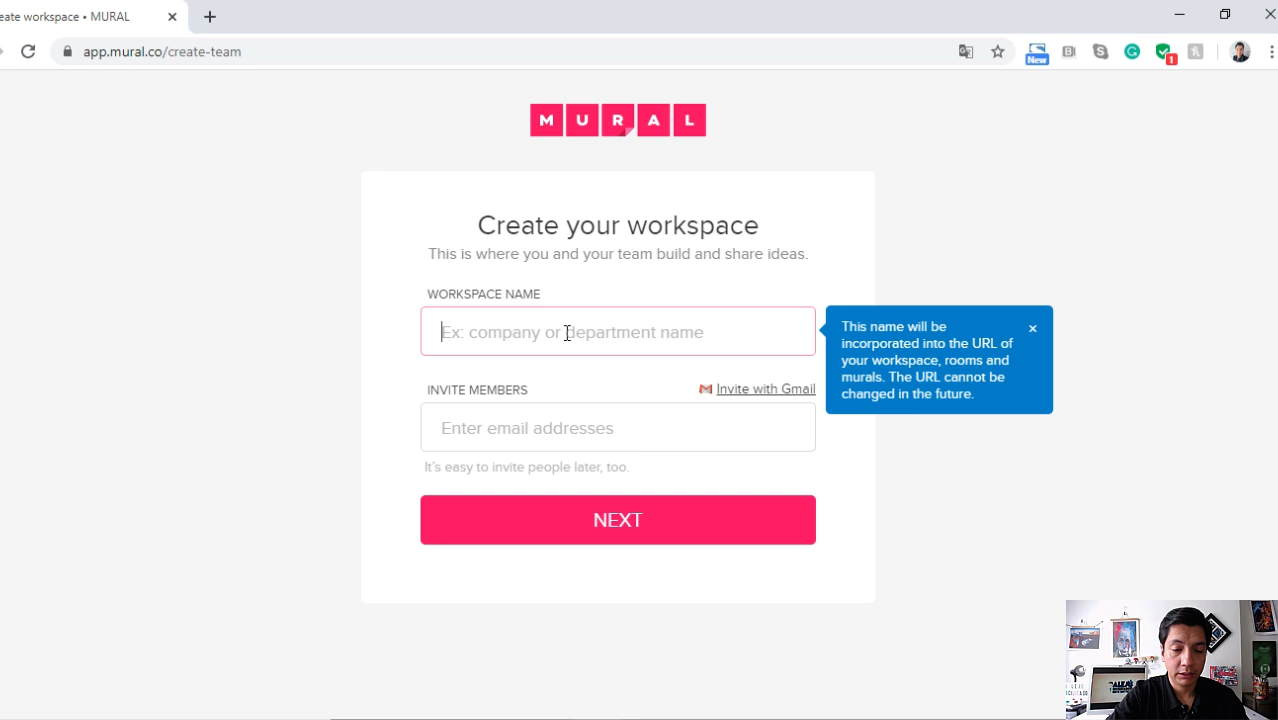 eate workspace • MURAL
app.mural.co/create-team
New
1
MURAL
Create your workspace
This is where you and your team build and share ideas.
WORKSPACE NAME
Ex: company or department name
This name will be
incorporated into the URL of
your workspace, rooms and
murals. The URL cannot be
changed in the future.
INVITE MEMBERS
Invite with Gmail
Enter email addresses
It's easy to invite people later, too.
NEXT